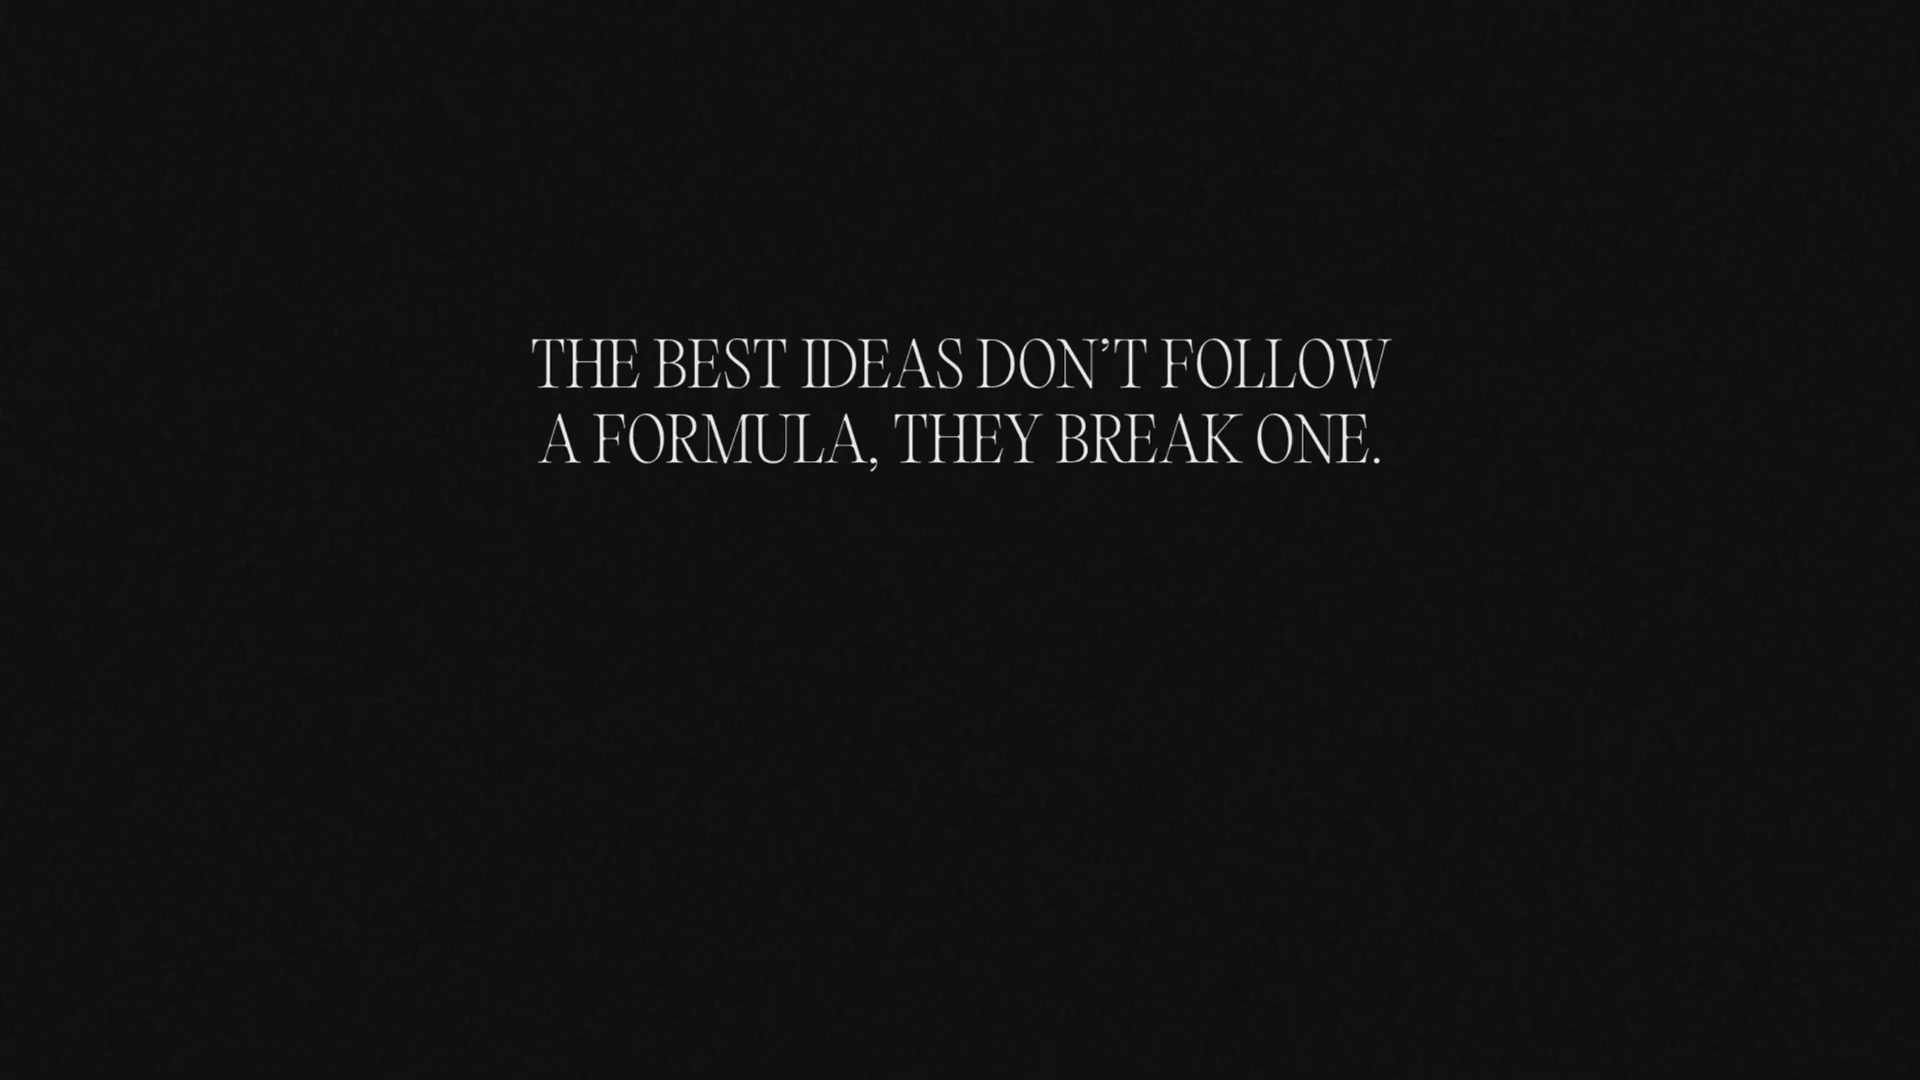 THE BEST IDEAS DON’T FOLLOW
A FORMULA, THEY BREAK ONE.